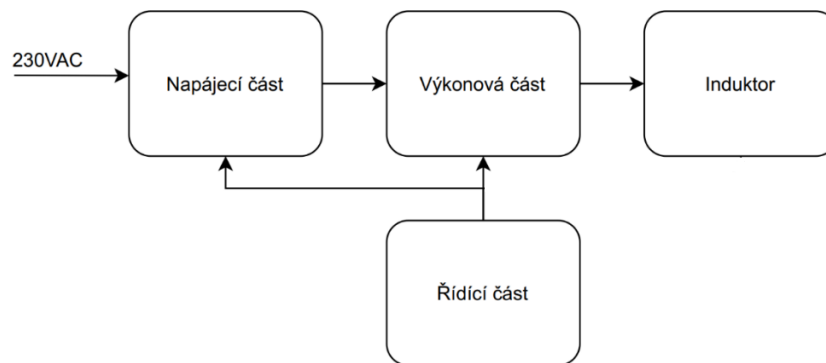 230VAC
Napájecí část
Výkonová část
Induktor
Řídící část